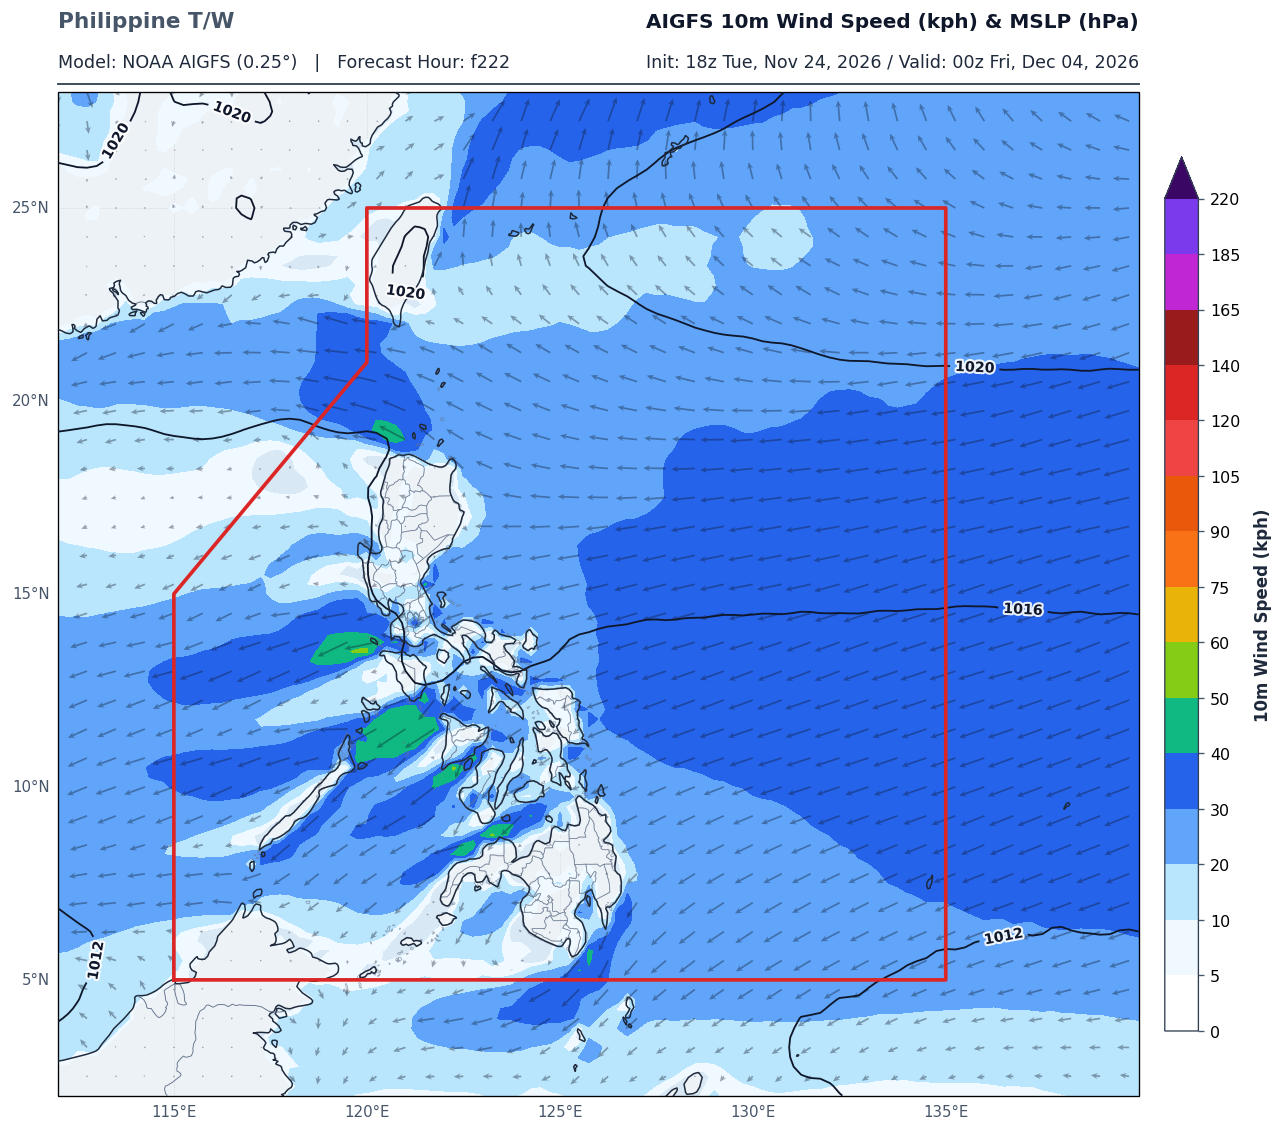 Philippine T/W
AIGFS 10m Wind Speed (kph) & MSLP (hPa)
Model: NOAA AIGFS (0.25°) | Forecast Hour: f222
Init: 18z Tue, Nov 24, 2026 / Valid: 00z Fri, Dec 04, 2026
1020
1020
1020
1020
1016
1012
1012
25°N
20°N
15°N
10°N
5°N
115°E
120°E
125°E
130°E
135°E
220
185
165
140
120
105
90
75
60
50
40
30
20
10
5
0
10m Wind Speed (kph)